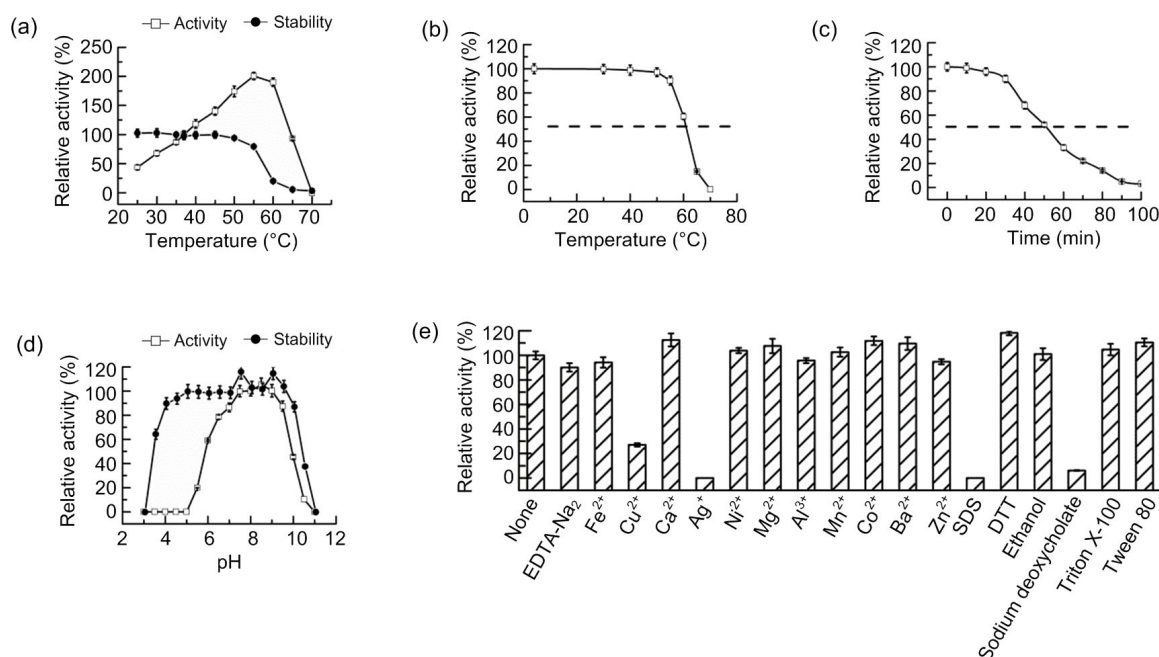 (a)
Activity Stability
Relative activity (%)
250
200
150
100
50
0
20 30 40 50 60 70
Temperature (°C)
(b)
Relative activity (%)
120
100
80
60
40
20
0
0 20 40 60 80
Temperature (°C)
(c)
Relative activity (%)
120
100
80
60
40
20
0
0 20 40 60 80 100
Time (min)
(d)
Activity Stability
Relative activity (%)
120
100
80
60
40
20
0
2 4 6 8 10 12
pH
(e)
Relative activity (%)
120
100
80
60
40
20
0
None
EDTA-Na₂
Fe²⁺
Cu²⁺
Ca²⁺
Ag⁺
Ni²⁺
Mg²⁺
Al³⁺
Mn²⁺
Co²⁺
Ba²⁺
Zn²⁺
SDS
DTT
Ethanol
Sodium deoxycholate
Triton X-100
Tween 80